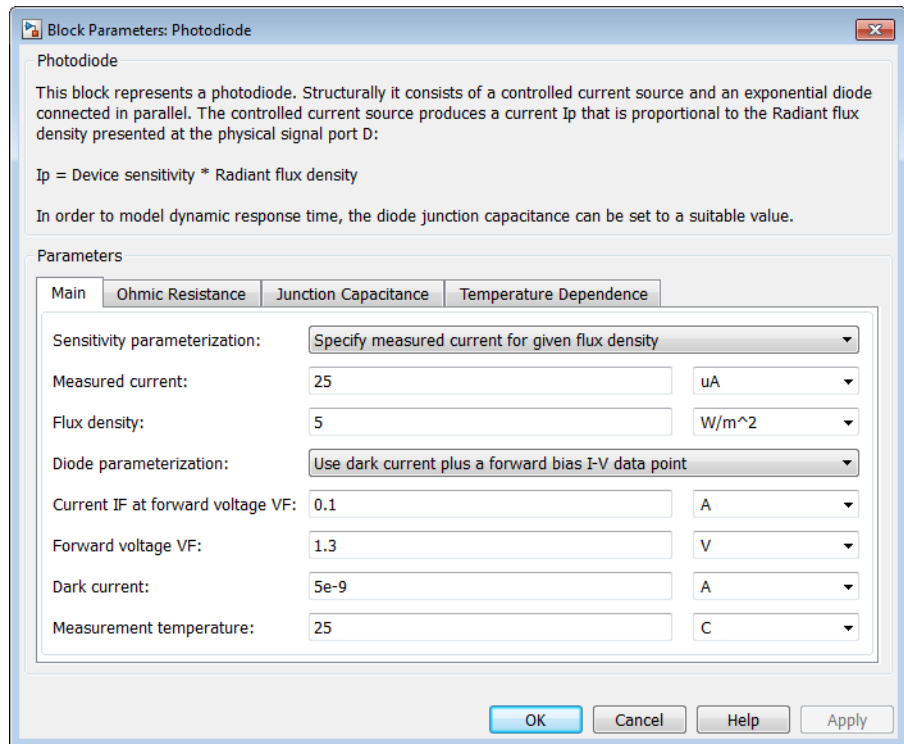 Block Parameters: Photodiode
Photodiode
This block represents a photodiode. Structurally it consists of a controlled current source and an exponential diode
connected in parallel. The controlled current source produces a current Ip that is proportional to the Radiant flux
density presented at the physical signal port D:
Ip = Device sensitivity * Radiant flux density
In order to model dynamic response time, the diode junction capacitance can be set to a suitable value.
Parameters
Main Ohmic Resistance Junction Capacitance Temperature Dependence
Sensitivity parameterization: Specify measured current for given flux density
Measured current: 25 uA
Flux density: 5 W/m^2
Diode parameterization: Use dark current plus a forward bias I-V data point
Current IF at forward voltage VF: 0.1 A
Forward voltage VF: 1.3 V
Dark current: 5e-9 A
Measurement temperature: 25 C
OK Cancel Help Apply